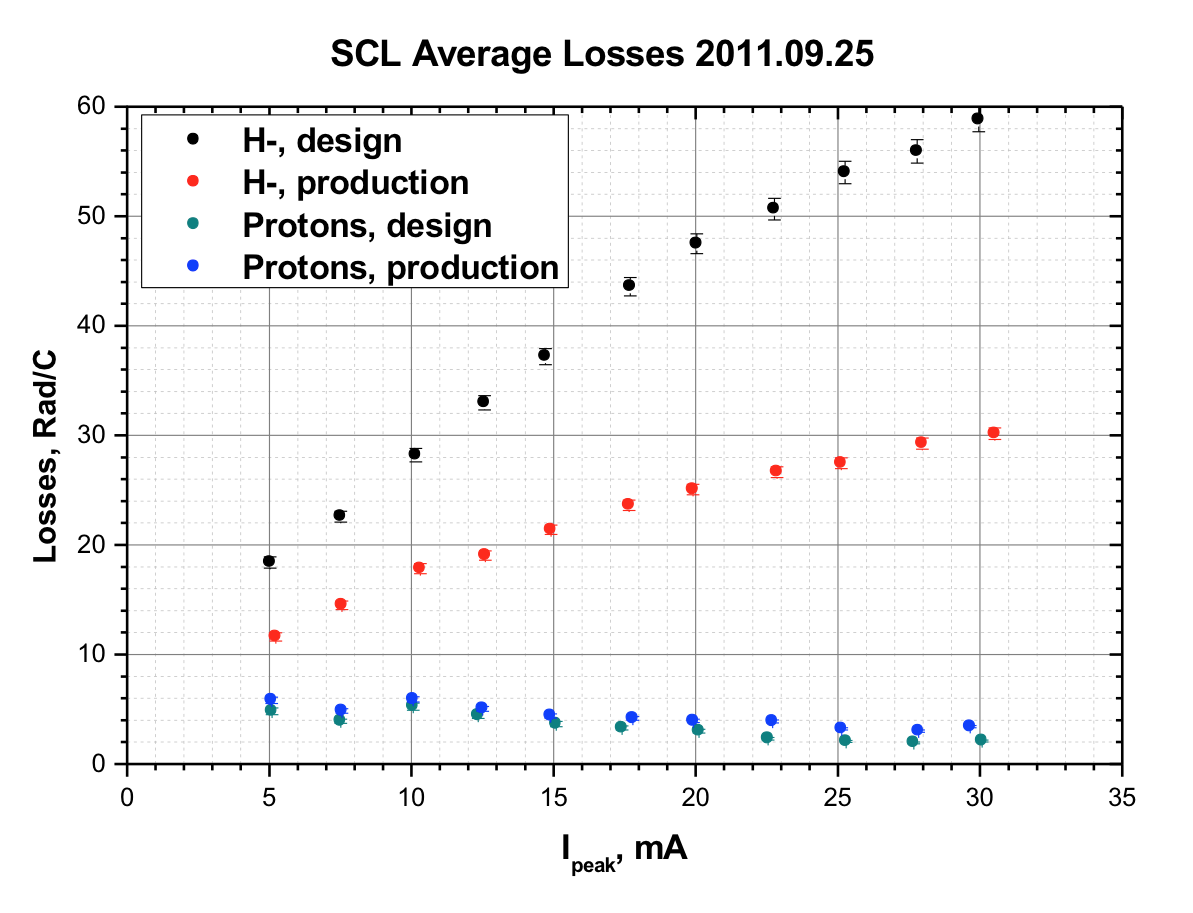 SCL Average Losses 2011.09.25
60
50
40
30
20
10
0
H-, design
H-, production
Protons, design
Protons, production
Losses, Rad/C
0 5 10 15 20 25 30 35
Ipeak, mA